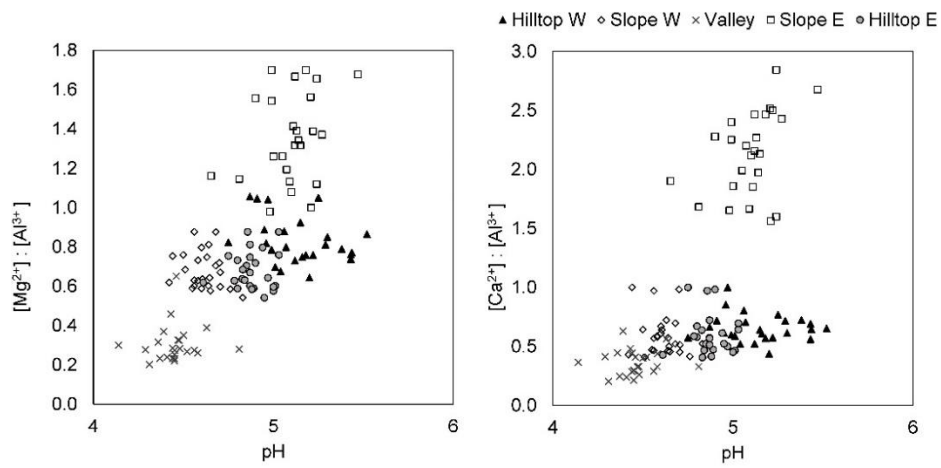 Hilltop W Slope W Valley Slope E Hilltop E
[Mg²⁺] : [Al³⁺]
1.8
1.6
1.4
1.2
1.0
0.8
0.6
0.4
0.2
0.0
4 5 6
pH
[Ca²⁺] : [Al³⁺]
3.0
2.5
2.0
1.5
1.0
0.5
0.0
4 5 6
pH